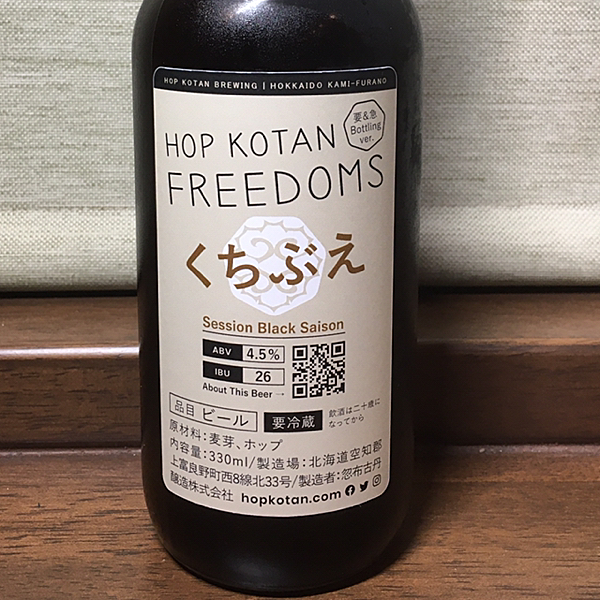 HOP KOTAN BREWING | HOKKAIDO KAMI-FURANO
要&急
Bottling
ver.
HOP KOTAN
FREEDOMS
くちぶえ
Session Black Saison
ABV 4.5%
IBU 26
About This Beer→
品目 ビール 要冷蔵 飲酒は二十歳に
なってから
原材料:麦芽、ホップ
内容量:330ml/製造場:北海道空知郡
上富良野町西8線北33号/製造者:忽布古丹
醸造株式会社 hopkotan.com